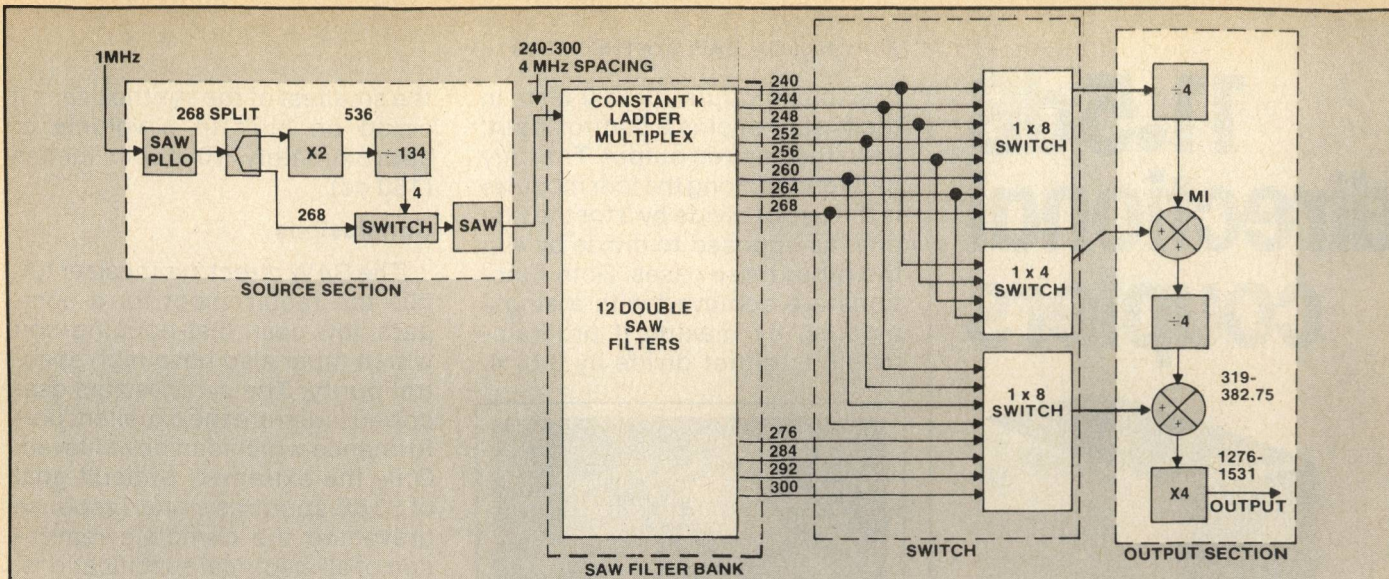 1MHz
SAW
PLLO
268 SPLIT
X2
536
÷134
4
268
SWITCH
SAW
SOURCE SECTION
240-300
4 MHz SPACING
CONSTANT k
LADDER
MULTIPLEX
12 DOUBLE
SAW
FILTERS
SAW FILTER BANK
240
244
248
252
256
260
264
268
276
284
292
300
1 x 8
SWITCH
1 x 4
SWITCH
1 x 8
SWITCH
SWITCH
÷4
MI
+
+
÷4
319-
382.75
+
+
1276-
1531
X4
OUTPUT
OUTPUT SECTION